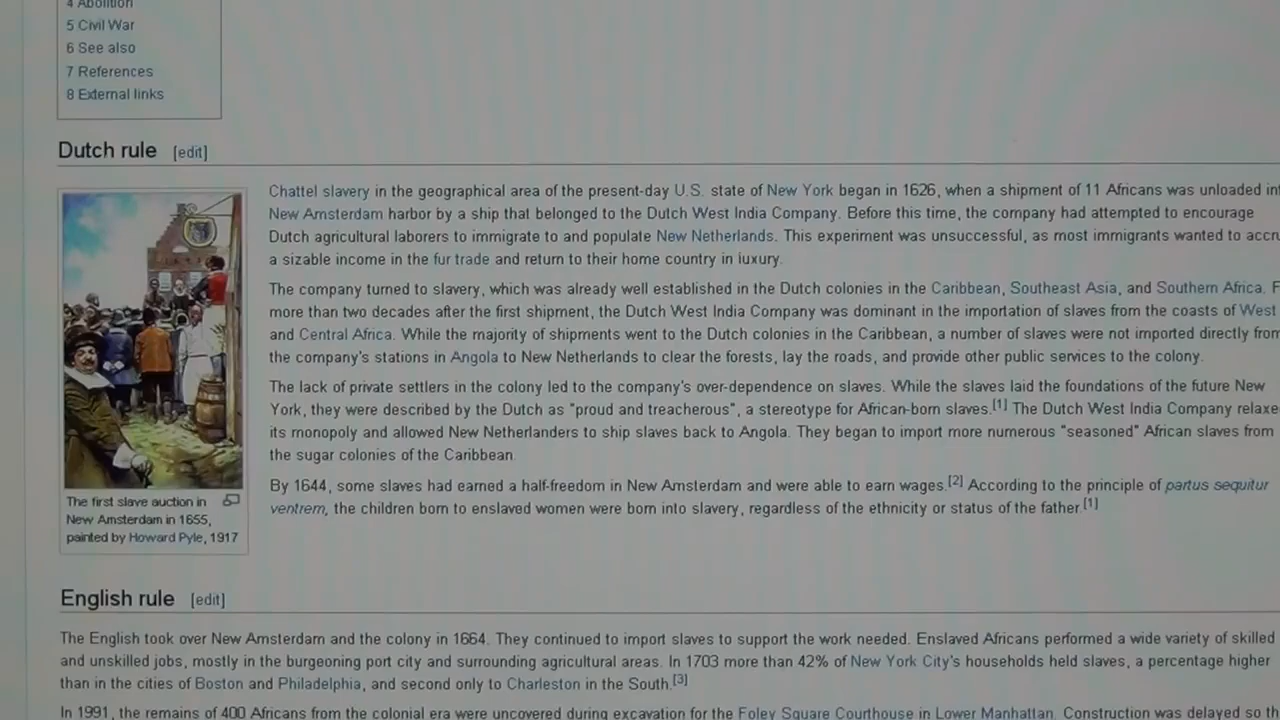 4 Abolition
5 Civil War
6 See also
7 References
8 External links
Dutch rule [edit]
Chattel slavery in the geographical area of the present-day U.S. state of New York began in 1626, when a shipment of 11 Africans was unloaded int
New Amsterdam harbor by a ship that belonged to the Dutch West India Company. Before this time, the company had attempted to encourage
Dutch agricultural laborers to immigrate to and populate New Netherlands. This experiment was unsuccessful, as most immigrants wanted to accru
a sizable income in the fur trade and return to their home country in luxury.
The company turned to slavery, which was already well established in the Dutch colonies in the Caribbean, Southeast Asia, and Southern Africa. F
more than two decades after the first shipment, the Dutch West India Company was dominant in the importation of slaves from the coasts of West
and Central Africa. While the majority of shipments went to the Dutch colonies in the Caribbean, a number of slaves were not imported directly from
the company's stations in Angola to New Netherlands to clear the forests, lay the roads, and provide other public services to the colony.
The lack of private settlers in the colony led to the company's over-dependence on slaves. While the slaves laid the foundations of the future New
York, they were described by the Dutch as "proud and treacherous", a stereotype for African-born slaves.[1] The Dutch West India Company relaxe
its monopoly and allowed New Netherlanders to ship slaves back to Angola. They began to import more numerous "seasoned" African slaves from
the sugar colonies of the Caribbean.
By 1644, some slaves had earned a half-freedom in New Amsterdam and were able to earn wages.[2] According to the principle of partus sequitur
ventrem, the children born to enslaved women were born into slavery, regardless of the ethnicity or status of the father.[1]
The first slave auction in
New Amsterdam in 1655,
painted by Howard Pyle, 1917
English rule [edit]
The English took over New Amsterdam and the colony in 1664. They continued to import slaves to support the work needed. Enslaved Africans performed a wide variety of skilled
and unskilled jobs, mostly in the burgeoning port city and surrounding agricultural areas. In 1703 more than 42% of New York City's households held slaves, a percentage higher
than in the cities of Boston and Philadelphia, and second only to Charleston in the South.[3]
In 1991, the remains of 400 Africans from the colonial era were uncovered during excavation for the Foley Square Courthouse in Lower Manhattan. Construction was delayed so th